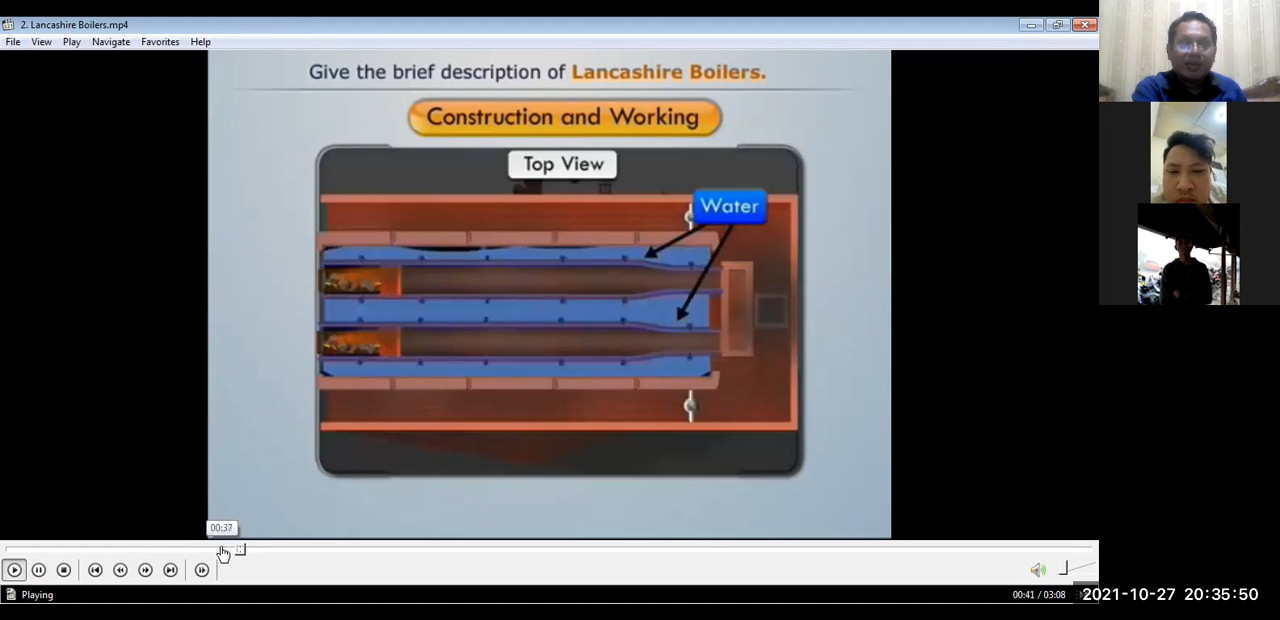 2. Lancashire Boilers.mp4
File View Play Navigate Favorites Help
Give the brief description of Lancashire Boilers.
Construction and Working
Top View
Water
00:37
Playing
00:41 / 03:08
2021-10-27 20:35:50